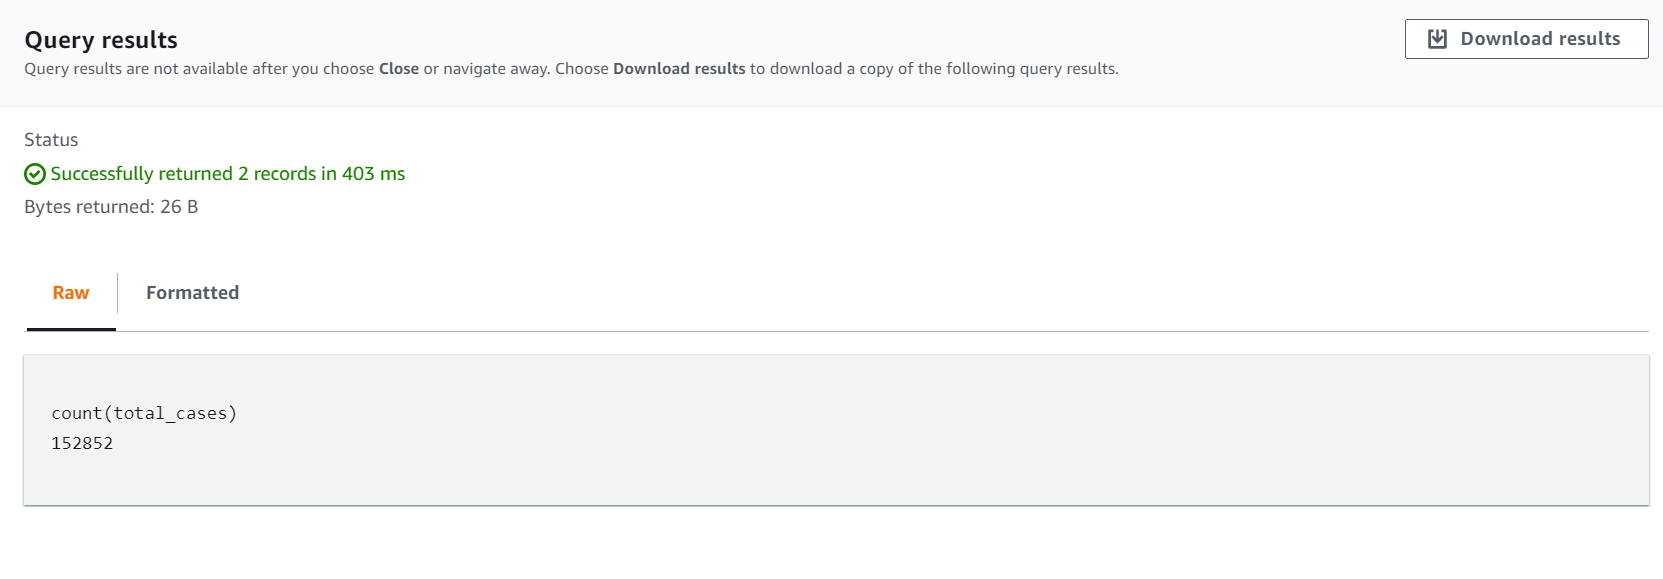 Query results
Download results
Query results are not available after you choose Close or navigate away. Choose Download results to download a copy of the following query results.
Status
Successfully returned 2 records in 403 ms
Bytes returned: 26 B
Raw
Formatted
count(total_cases)
152852